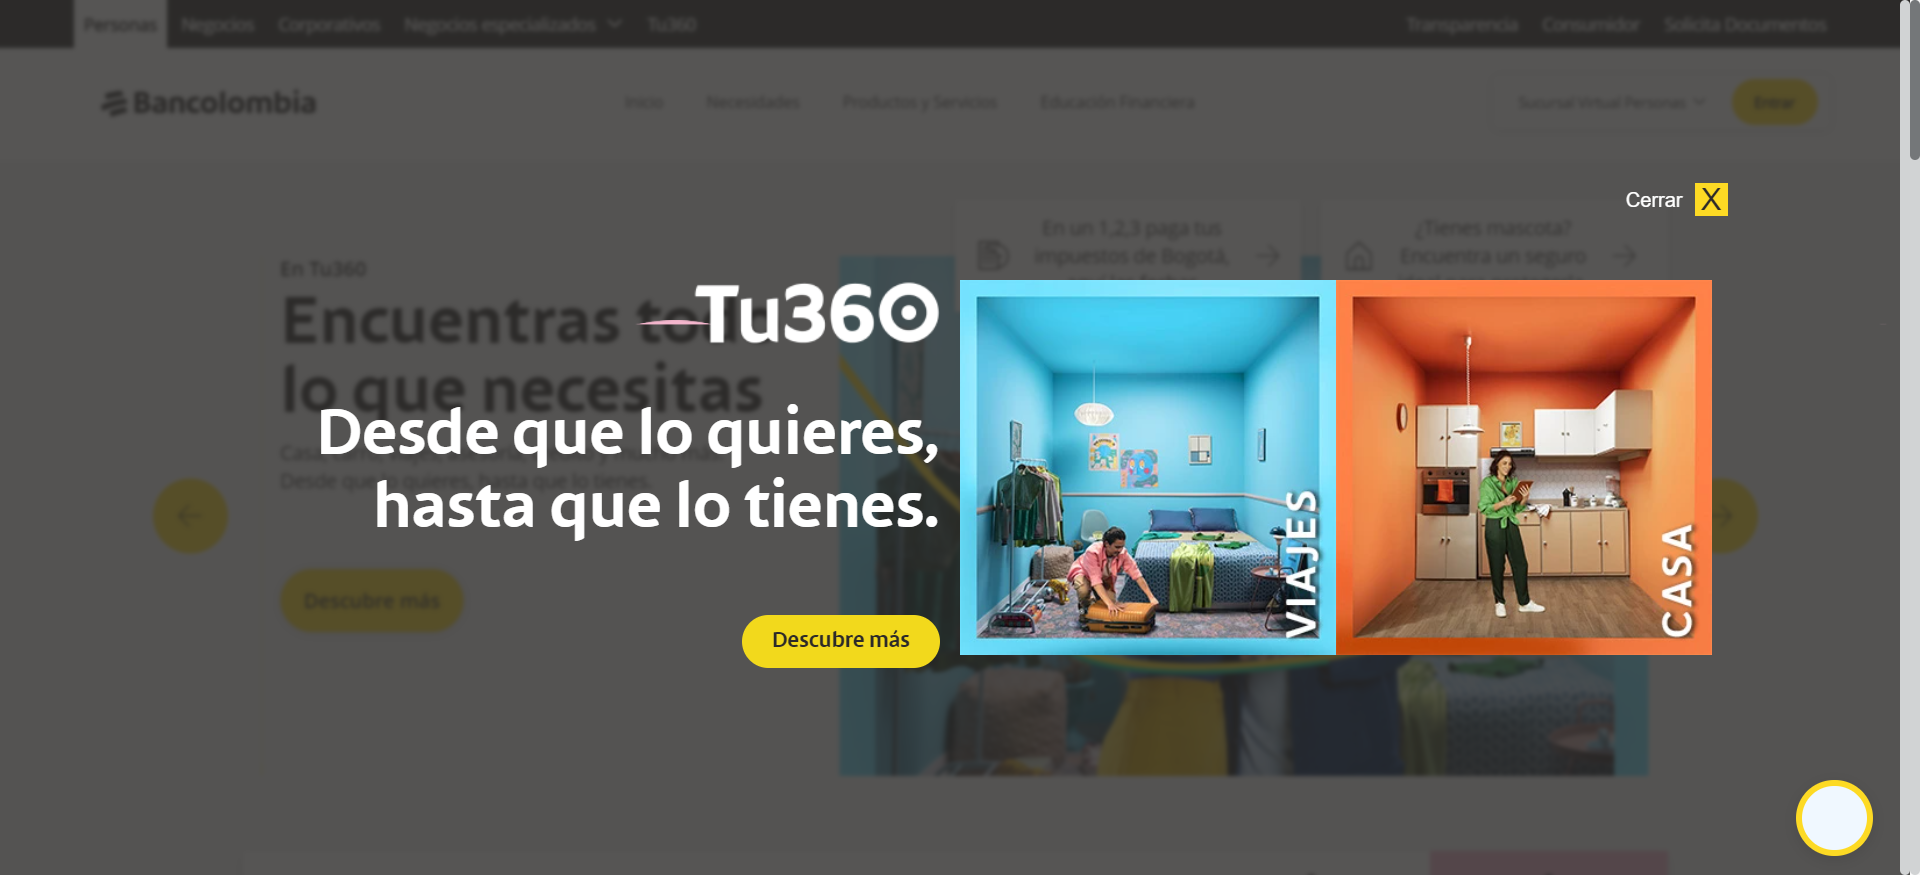 Personas Negocios Corporativos Negocios especializados Tu360 Transparencia Consumidor Solicita Documentos
Bancolombia Inicio Necesidades Productos y Servicios Educación Financiera Sucursal Virtual Personas Entrar
Cerrar X
En un 1,2,3 paga tus
impuestos de Bogotá,
¿Tienes mascota?
Encuentra un seguro
En Tu360
Encuentras todo
lo que necesitas
Desde que lo quieres, hasta que lo tienes.
Descubre más
Tu360
Desde que lo quieres,
hasta que lo tienes.
Descubre más
VIAJES
CASA